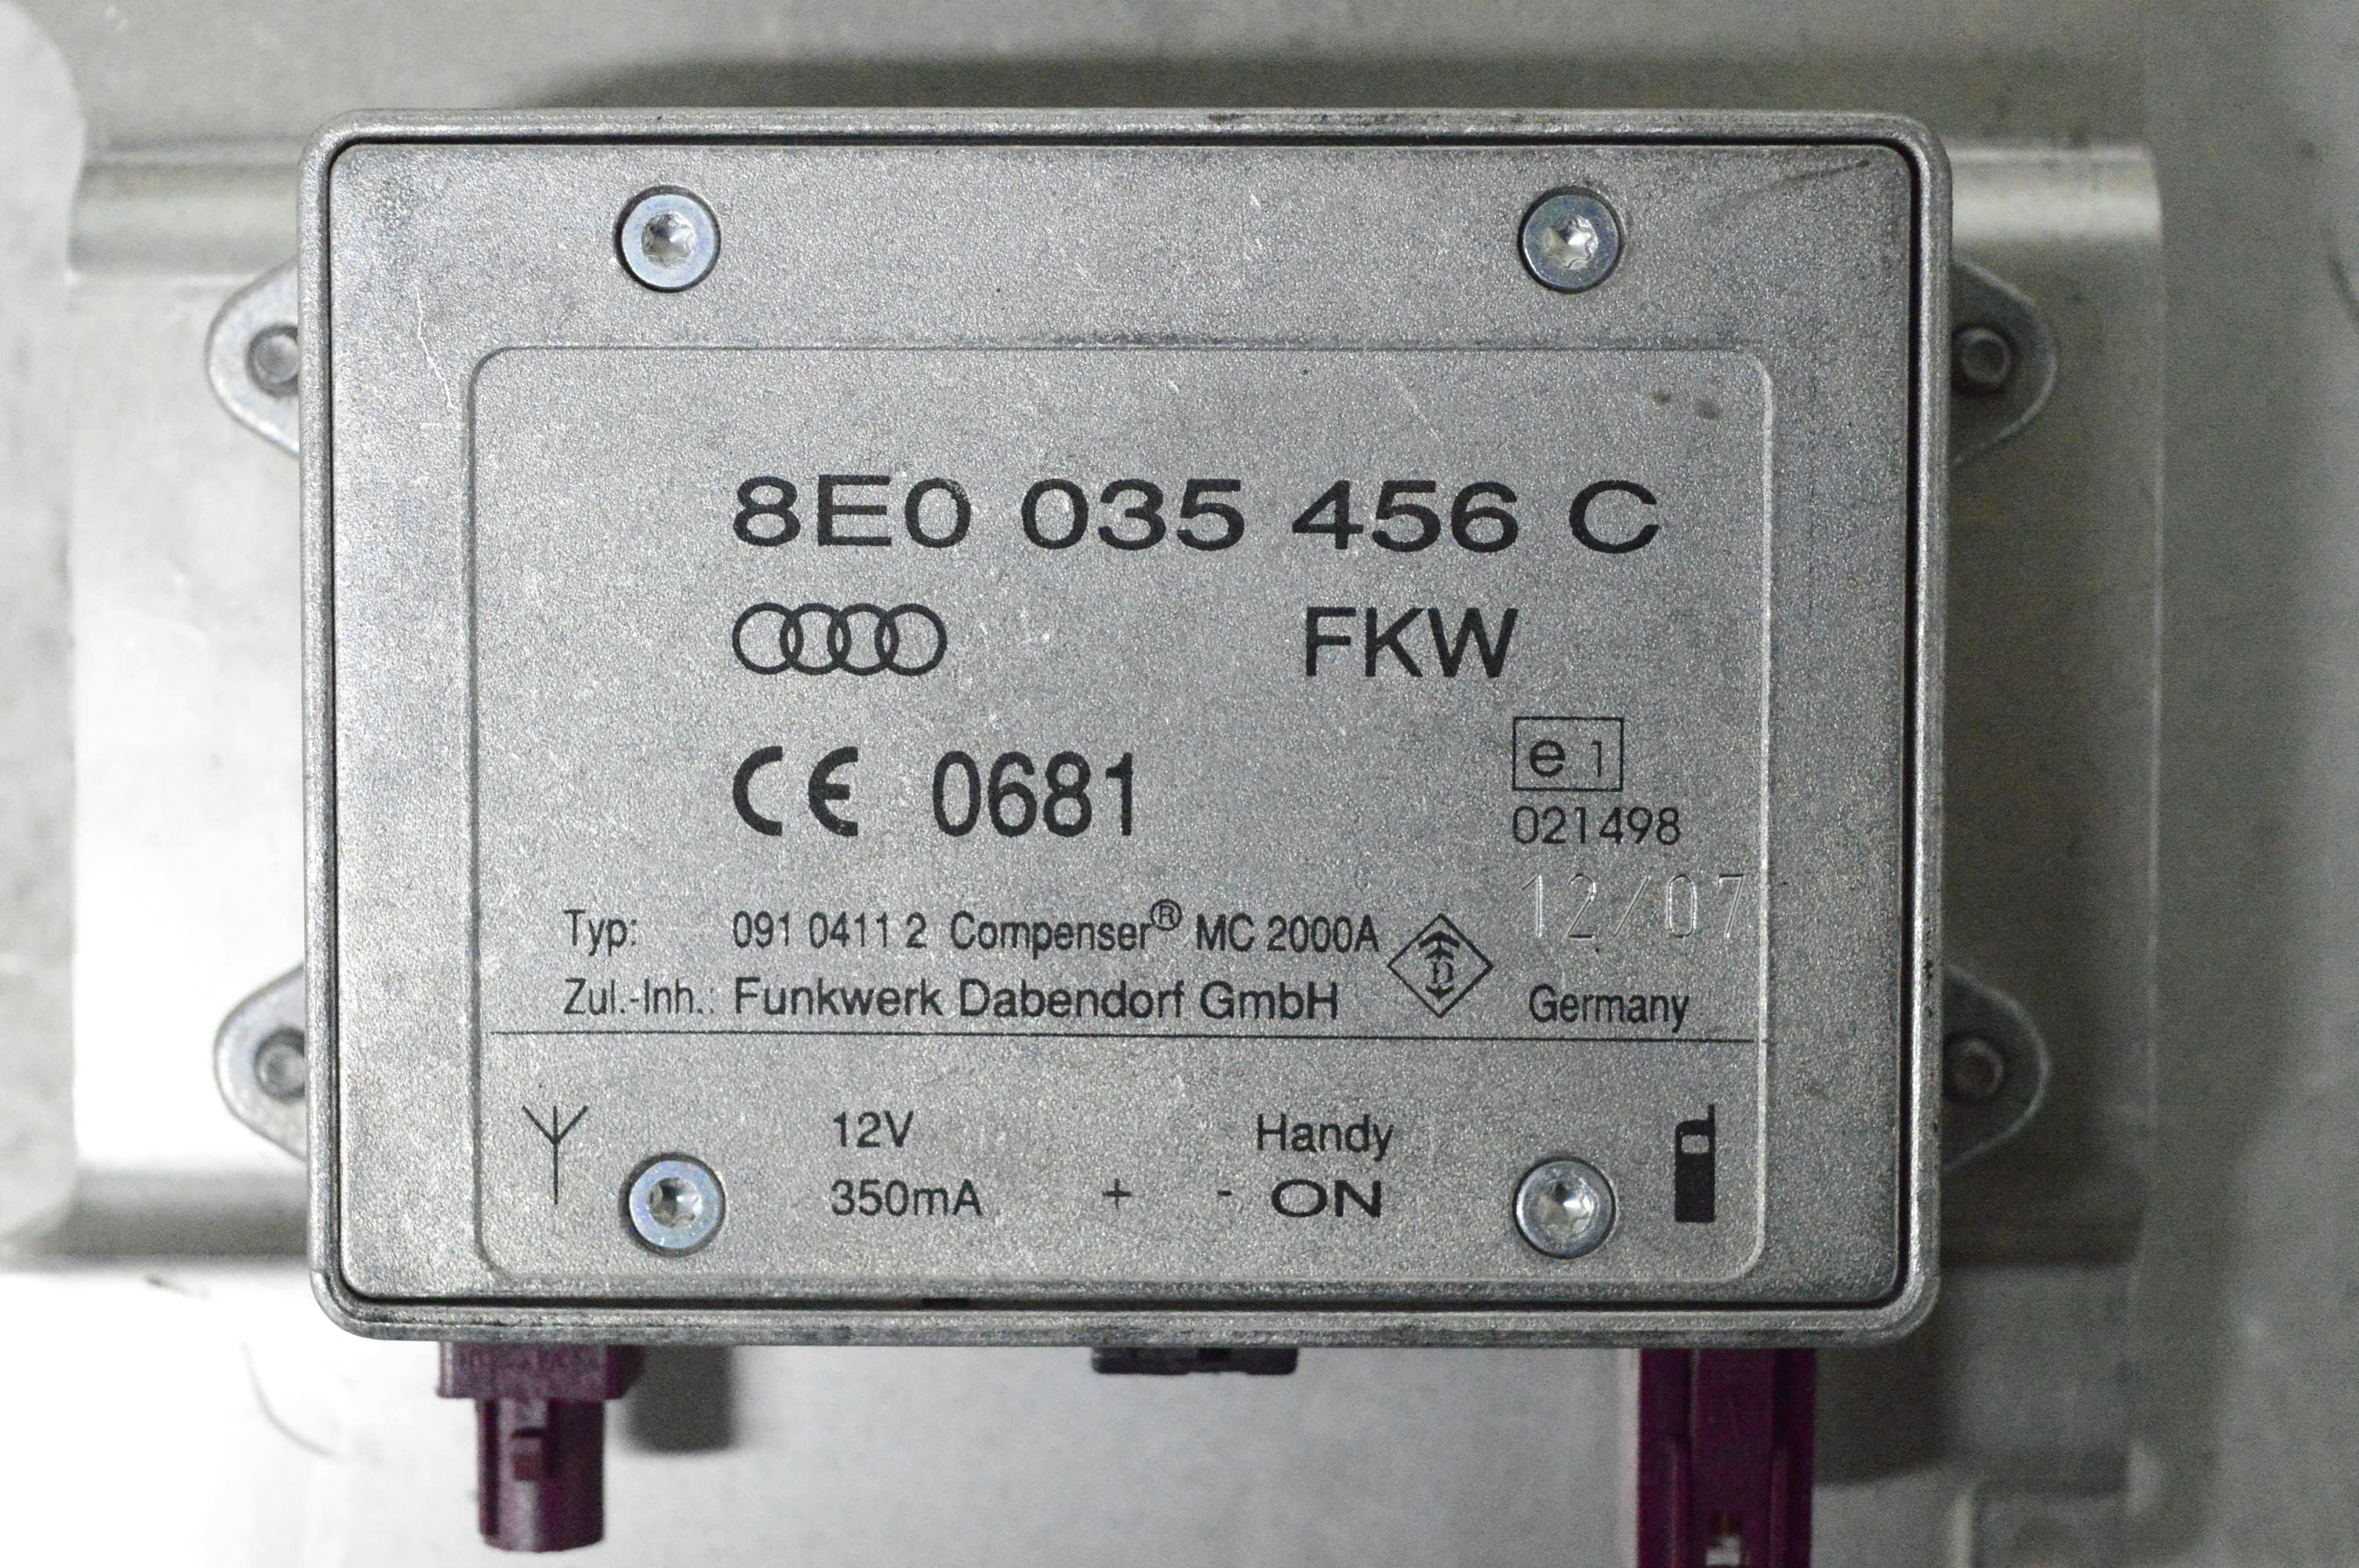 8E0 035 456 C
FKW
CE 0681
e 1
021498
12/07
Typ: 091 0411 2 Compenser® MC 2000A
Zul.-Inh.: Funkwerk Dabendorf GmbH
D
Germany
12V
Handy
350mA + - ON